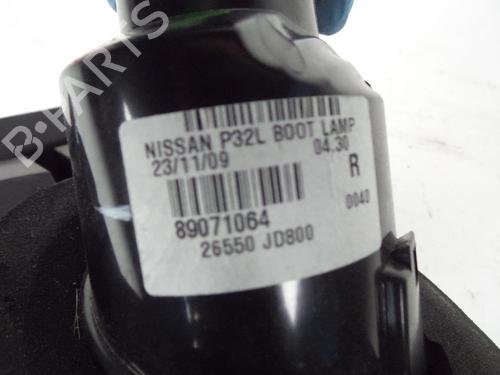 B-PARTS
NISSAN P32L BOOT LAMP
23/11/09 04.30
R
0040
89071064
26550 JD800